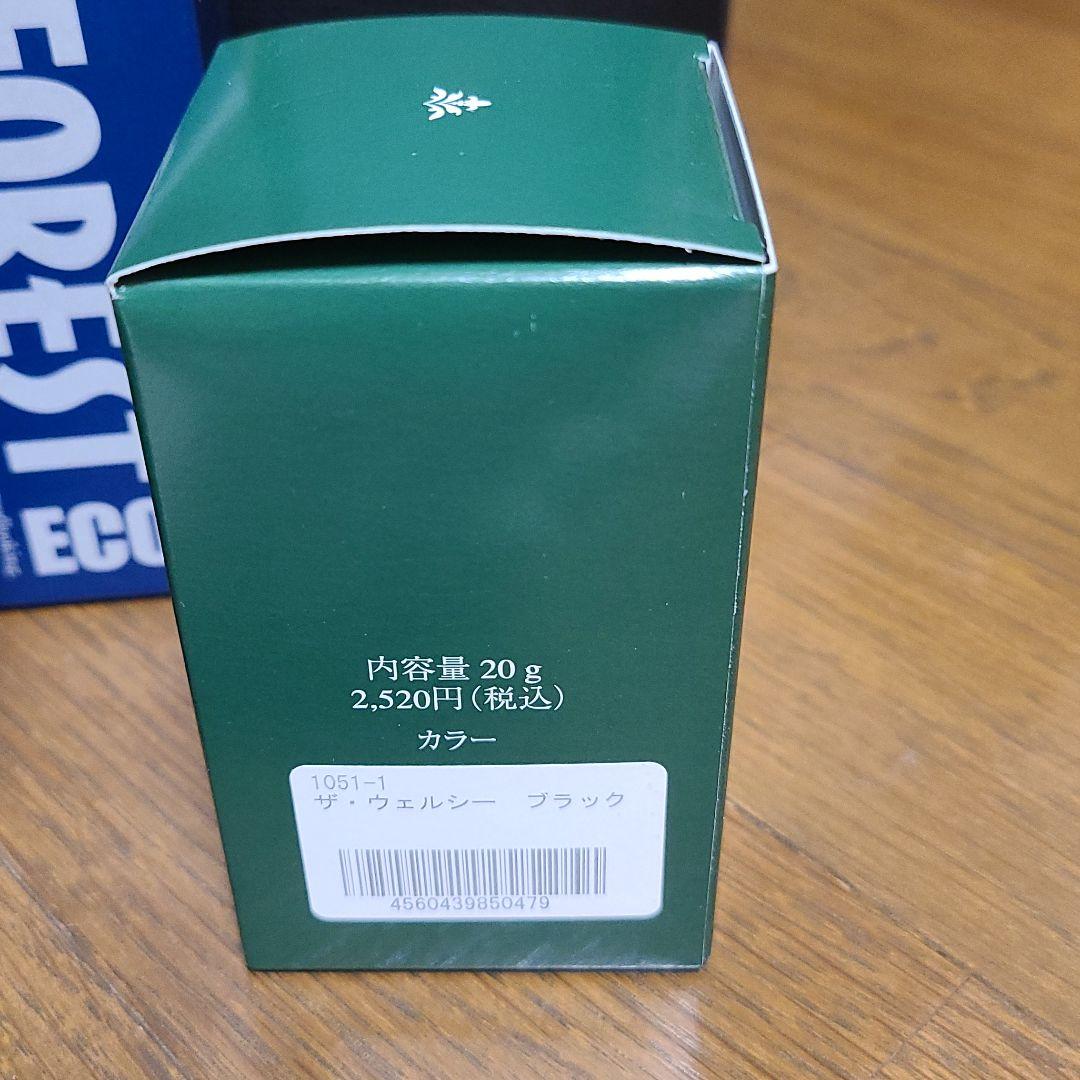 FOREST
ECO
内容量 20 g
2,520円(税込)
カラー
1051-1
ザ・ウェルシー ブラック
4560439850479